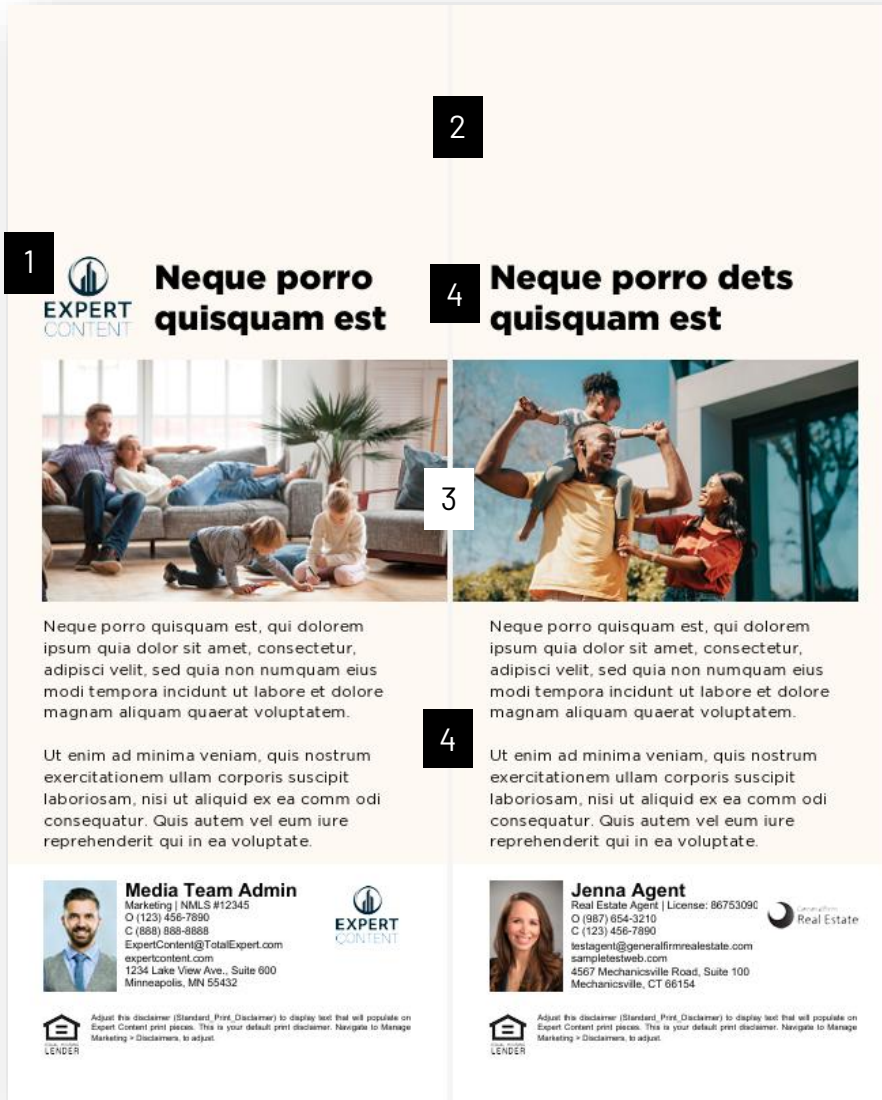 2
1
EXPERT
CONTENT
Neque porro
quisquam est
4
Neque porro dets
quisquam est
3
Neque porro quisquam est, qui dolorem
ipsum quia dolor sit amet, consectetur,
adipisci velit, sed quia non numquam eius
modi tempora incidunt ut labore et dolore
magnam aliquam quaerat voluptatem.
Ut enim ad minima veniam, quis nostrum
exercitationem ullam corporis suscipit
laboriosam, nisi ut aliquid ex ea comm odi
consequatur. Quis autem vel eum iure
reprehenderit qui in ea voluptate.
4
Neque porro quisquam est, qui dolorem
ipsum quia dolor sit amet, consectetur,
adipisci velit, sed quia non numquam eius
modi tempora incidunt ut labore et dolore
magnam aliquam quaerat voluptatem.
Ut enim ad minima veniam, quis nostrum
exercitationem ullam corporis suscipit
laboriosam, nisi ut aliquid ex ea comm odi
consequatur. Quis autem vel eum iure
reprehenderit qui in ea voluptate.
Media Team Admin
Marketing | NMLS #12345
O (123) 456-7890
C (888) 888-8888
ExpertContent@TotalExpert.com
expertcontent.com
1234 Lake View Ave., Suite 600
Minneapolis, MN 55432
EXPERT
CONTENT
Adjust this disclaimer (Standard_Print_Disclaimer) to display text that will populate on
Expert Content print pieces. This is your default print disclaimer. Navigate to Manage
Marketing > Disclaimers, to adjust.
LENDER
Jenna Agent
Real Estate Agent | License: 8675309
O (987) 654-3210
C (123) 456-7890
testagent@generalfirmrealestate.com
sampletestweb.com
4567 Mechanicsville Road, Suite 100
Mechanicsville, CT 66154
Real Estate
Adjust this disclaimer (Standard_Print_Disclaimer) to display text that will populate on
Expert Content print pieces. This is your default print disclaimer. Navigate to Manage
Marketing > Disclaimers, to adjust.
LENDER